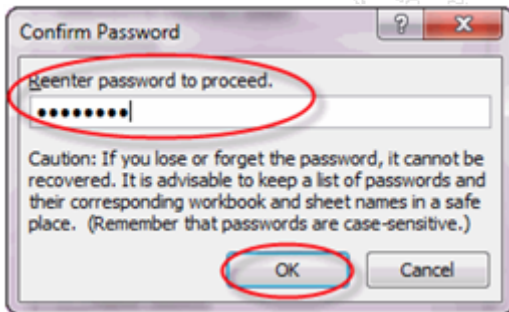 Confirm Password
Reenter password to proceed.
••••••••
Caution: If you lose or forget the password, it cannot be
recovered. It is advisable to keep a list of passwords and
their corresponding workbook and sheet names in a safe
place.  (Remember that passwords are case-sensitive.)
OK
Cancel